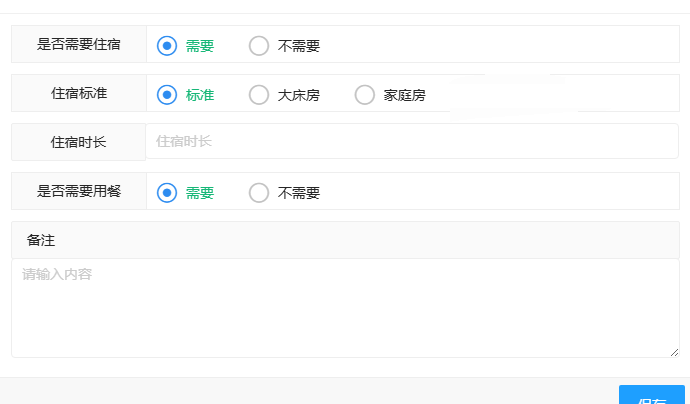 是否需要住宿 需要 不需要
住宿标准 标准 大床房 家庭房
住宿时长 住宿时长
是否需要用餐 需要 不需要
备注
请输入内容
保存